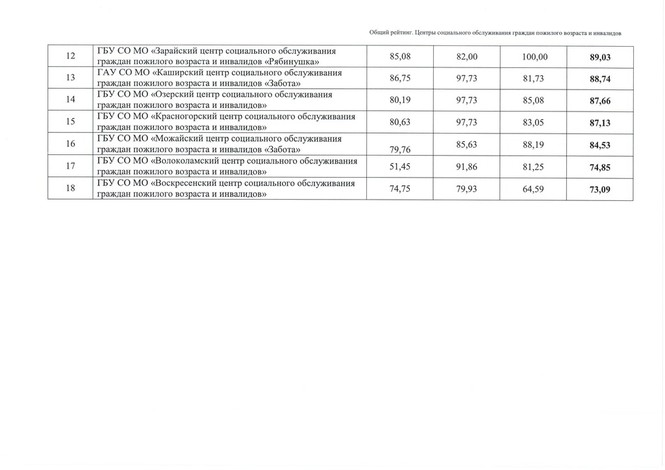 Общий рейтинг. Центры социального обслуживания граждан пожилого возраста и инвалидов
12 ГБУ СО МО «Зарайский центр социального обслуживания граждан пожилого возраста и инвалидов «Рябинушка» 85,08 82,00 100,00 89,03
13 ГАУ СО МО «Каширский центр социального обслуживания граждан пожилого возраста и инвалидов «Забота» 86,75 97,73 81,73 88,74
14 ГБУ СО МО «Озерский центр социального обслуживания граждан пожилого возраста и инвалидов» 80,19 97,73 85,08 87,66
15 ГБУ СО МО «Красногорский центр социального обслуживания граждан пожилого возраста и инвалидов» 80,63 97,73 83,05 87,13
16 ГБУ СО МО «Можайский центр социального обслуживания граждан пожилого возраста и инвалидов «Забота» 79,76 85,63 88,19 84,53
17 ГБУ СО МО «Волоколамский центр социального обслуживания граждан пожилого возраста и инвалидов» 51,45 91,86 81,25 74,85
18 ГБУ СО МО «Воскресенский центр социального обслуживания граждан пожилого возраста и инвалидов» 74,75 79,93 64,59 73,09